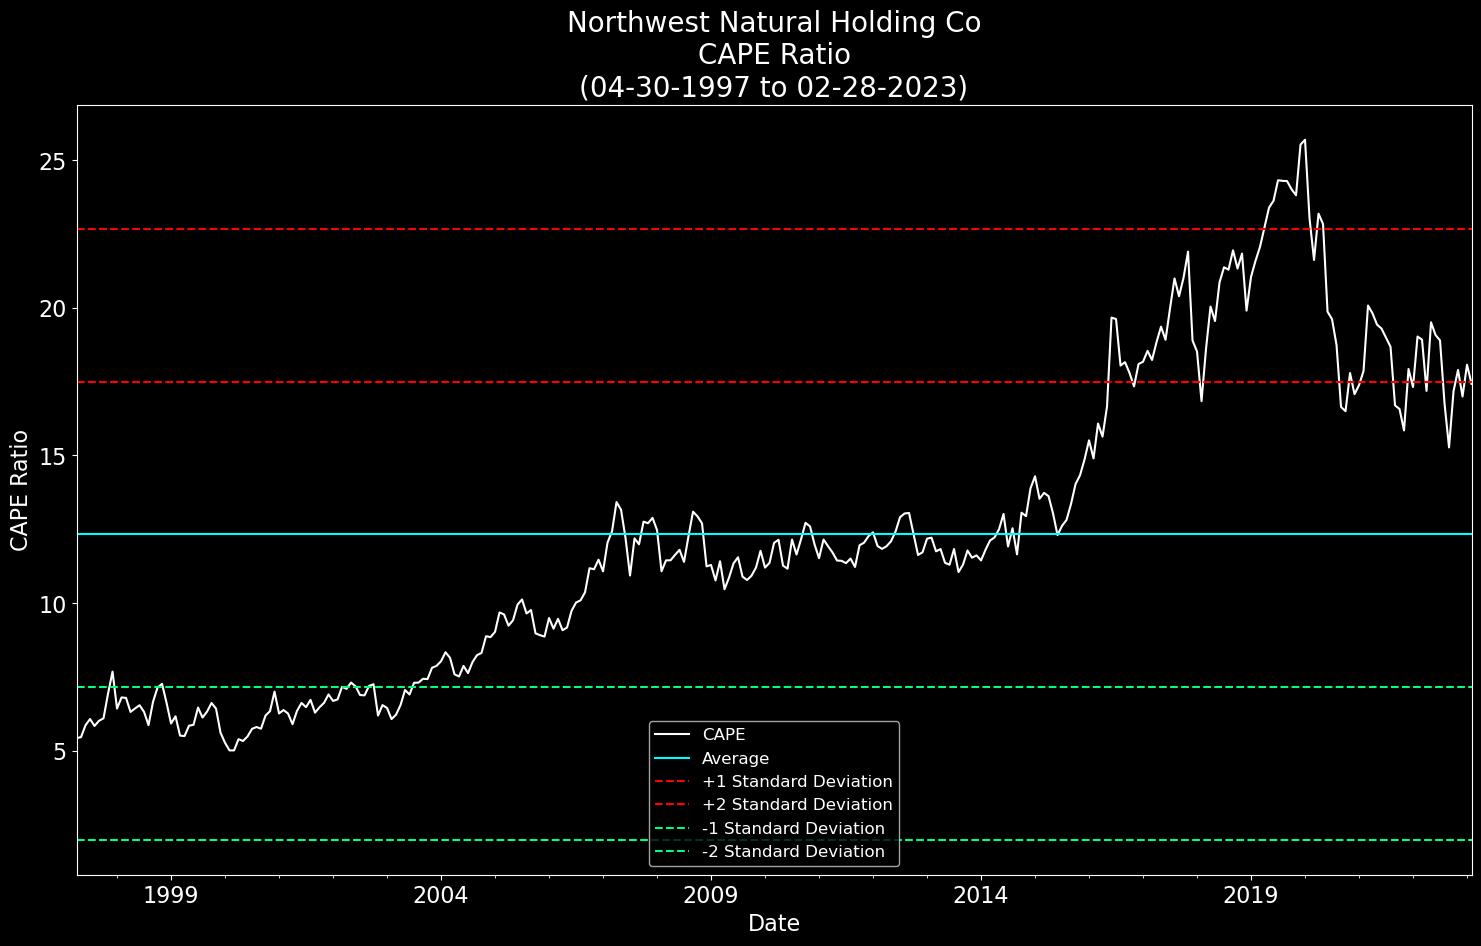 Northwest Natural Holding Co
CAPE Ratio
(04-30-1997 to 02-28-2023)
25
20
15
10
5
CAPE Ratio
CAPE
Average
+1 Standard Deviation
+2 Standard Deviation
-1 Standard Deviation
-2 Standard Deviation
1999 2004 2009 2014 2019
Date